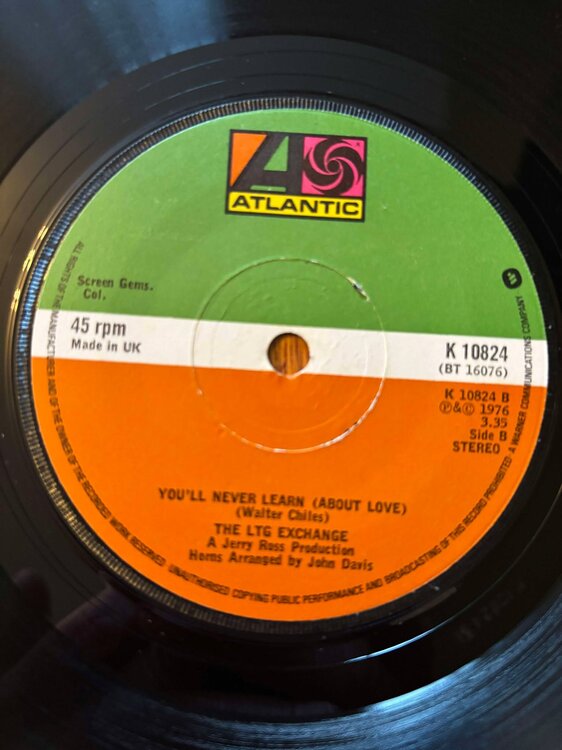 ATLANTIC
Screen Gems.
Col.
45 rpm
Made in UK
K 10824
(BT 16076)
K 10824 B
Ⓟ&© 1976
3.35
Side B
STEREO
YOU'LL NEVER LEARN (ABOUT LOVE)
(Walter Chiles)
THE LTG EXCHANGE
A Jerry Ross Production
Horns Arranged by John Davis
ALL RIGHTS OF THE MANUFACTURER AND OF THE OWNER OF THE RECORDED WORK RESERVED. UNAUTHORISED COPYING PUBLIC PERFORMANCE AND BROADCASTING OF THIS RECORD PROHIBITED. A WARNER COMMUNICATIONS COMPANY